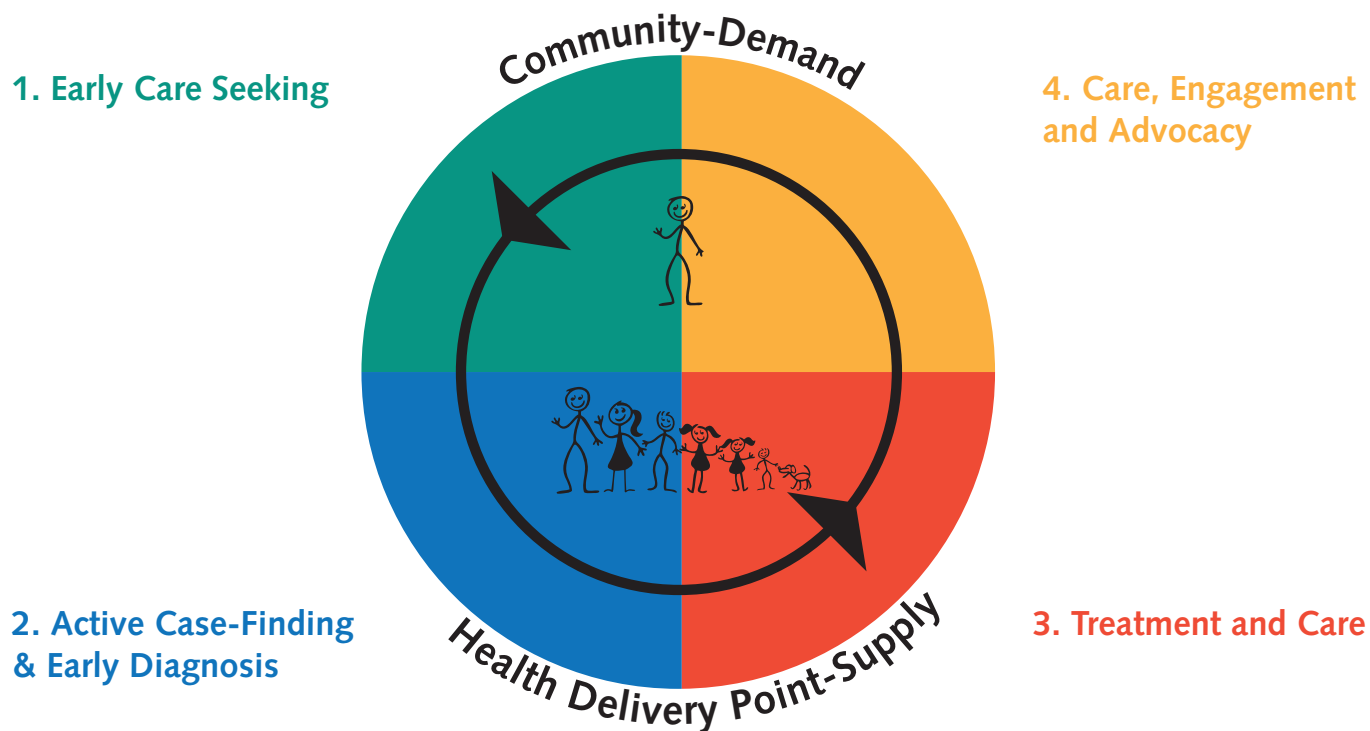 Community-Demand
1. Early Care Seeking
4. Care, Engagement
and Advocacy
2. Active Case-Finding
& Early Diagnosis
3. Treatment and Care
Health Delivery Point-Supply